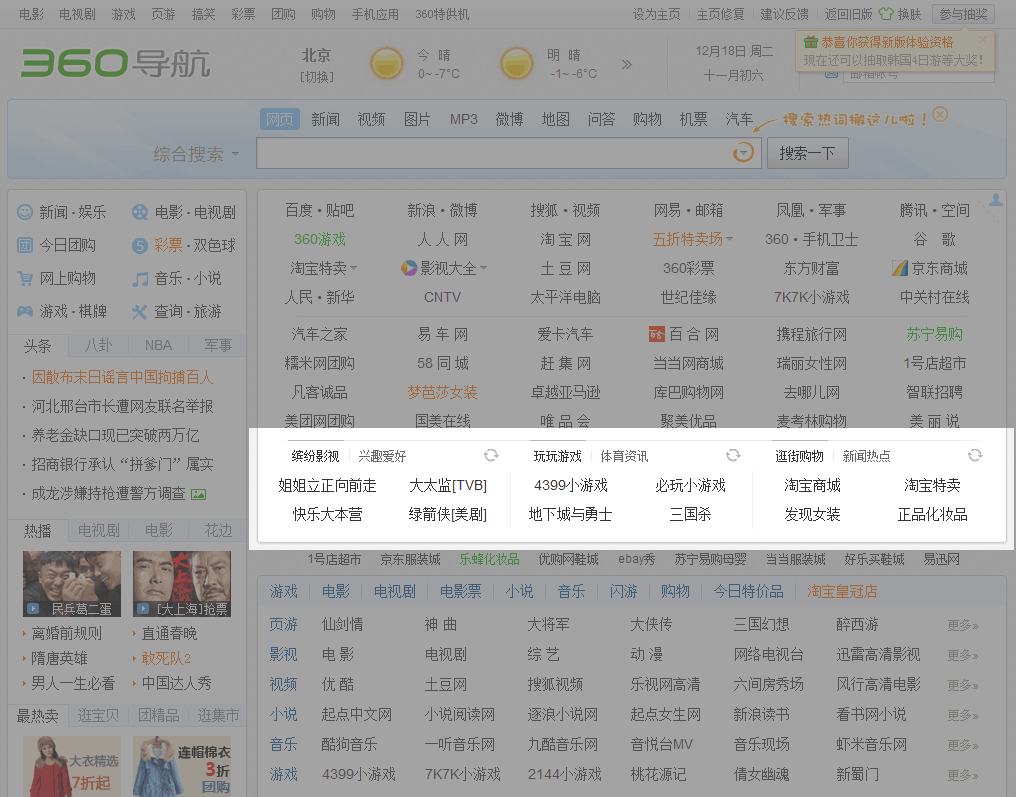 电影 电视剧 游戏 页游 搞笑 彩票 团购 购物 手机应用 360特供机 设为主页 主页修复 建议反馈 返回旧版 换肤 参与抽奖
360导航
北京
[切换]
今 晴
0~ -7°C
明 晴
-1~ -6°C
»
12月18日 周二
十一月初六
恭喜你获得新版体验资格
现在还可以抽取韩国4日游等大奖！
邮箱帐号
网页 新闻 视频 图片 MP3 微博 地图 问答 购物 机票 汽车
搜索热词搬这儿啦！
综合搜索
搜索一下
新闻·娱乐 电影·电视剧
今日团购 彩票·双色球
网上购物 音乐·小说
游戏·棋牌 查询·旅游
头条 八卦 NBA 军事
因散布末日谣言中国拘捕百人
河北邢台市长遭网友联名举报
养老金缺口现已突破两万亿
招商银行承认“拼爹门”属实
成龙涉嫌持枪遭警方调查
热播 电视剧 电影 花边
民兵葛二蛋 [大上海]抢票
离婚前规则 直通春晚
隋唐英雄 敢死队2
男人一生必看 中国达人秀
最热卖 逛宝贝 团精品 逛集市
大衣精选
7折起
连帽棉衣
3折
团购
百度·贴吧 新浪·微博 搜狐·视频 网易·邮箱 凤凰·军事 腾讯·空间
360游戏 人人网 淘宝网 五折特卖场 360·手机卫士 谷 歌
淘宝特卖 影视大全 土豆网 360彩票 东方财富 京东商城
人民·新华 CNTV 太平洋电脑 世纪佳缘 7K7K小游戏 中关村在线
汽车之家 易车网 爱卡汽车 百合网 携程旅行网 苏宁易购
糯米网团购 58同城 赶集网 当当网商城 瑞丽女性网 1号店超市
凡客诚品 梦芭莎女装 卓越亚马逊 库巴购物网 去哪儿网 智联招聘
美团网团购 国美在线 唯品会 聚美优品 麦考林购物 美丽说
缤纷影视 兴趣爱好 玩玩游戏 体育资讯 逛街购物 新闻热点
姐姐立正向前走 大太监[TVB] 4399小游戏 必玩小游戏 淘宝商城 淘宝特卖
快乐大本营 绿箭侠[美剧] 地下城与勇士 三国杀 发现女装 正品化妆品
1号店超市 京东服装城 乐蜂化妆品 优购网鞋城 ebay秀 苏宁易购母婴 当当服装城 好乐买鞋城 易迅网
游戏 电影 电视剧 电影票 小说 音乐 闪游 购物 今日特价品 淘宝皇冠店
页游 仙剑情 神曲 大将军 大侠传 三国幻想 醉西游 更多»
影视 电影 电视剧 综艺 动漫 网络电视台 迅雷高清影视 更多»
视频 优酷 土豆网 搜狐视频 乐视网高清 六间房秀场 风行高清电影 更多»
小说 起点中文网 小说阅读网 逐浪小说网 起点女生网 新浪读书 看书网小说 更多»
音乐 酷狗音乐 一听音乐网 九酷音乐网 音悦台MV 音乐现场 虾米音乐网 更多»
游戏 4399小游戏 7K7K小游戏 2144小游戏 桃花源记 倩女幽魂 新蜀门 更多»